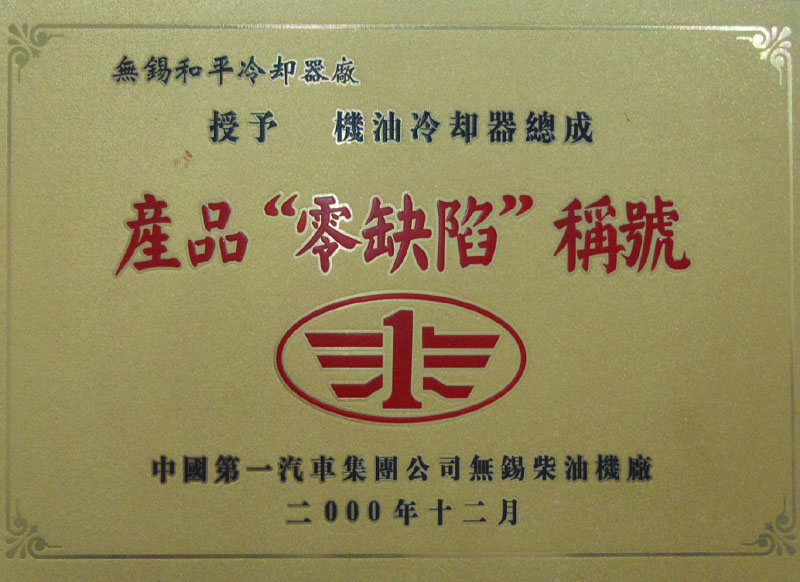 無錫和平冷却器廠
授予 機油冷却器總成
産品“零缺陷”稱號
1
中國第一汽車集團公司無錫柴油機廠
二000年十二月